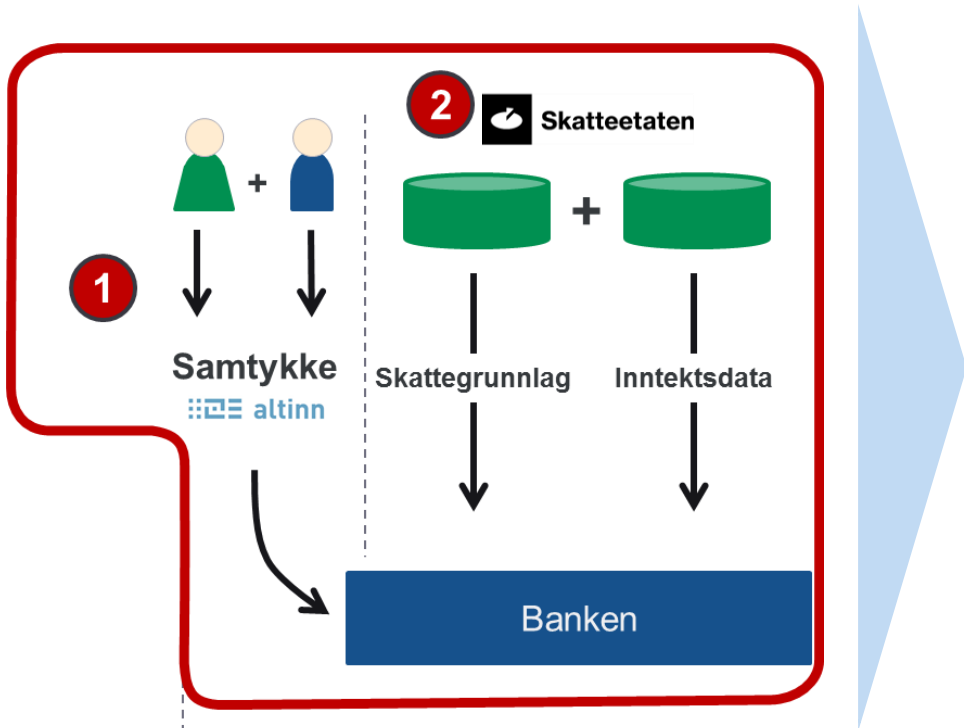 2
Skatteetaten
+
+
1
Samtykke
altinn
Skattegrunnlag
Inntektsdata
Banken